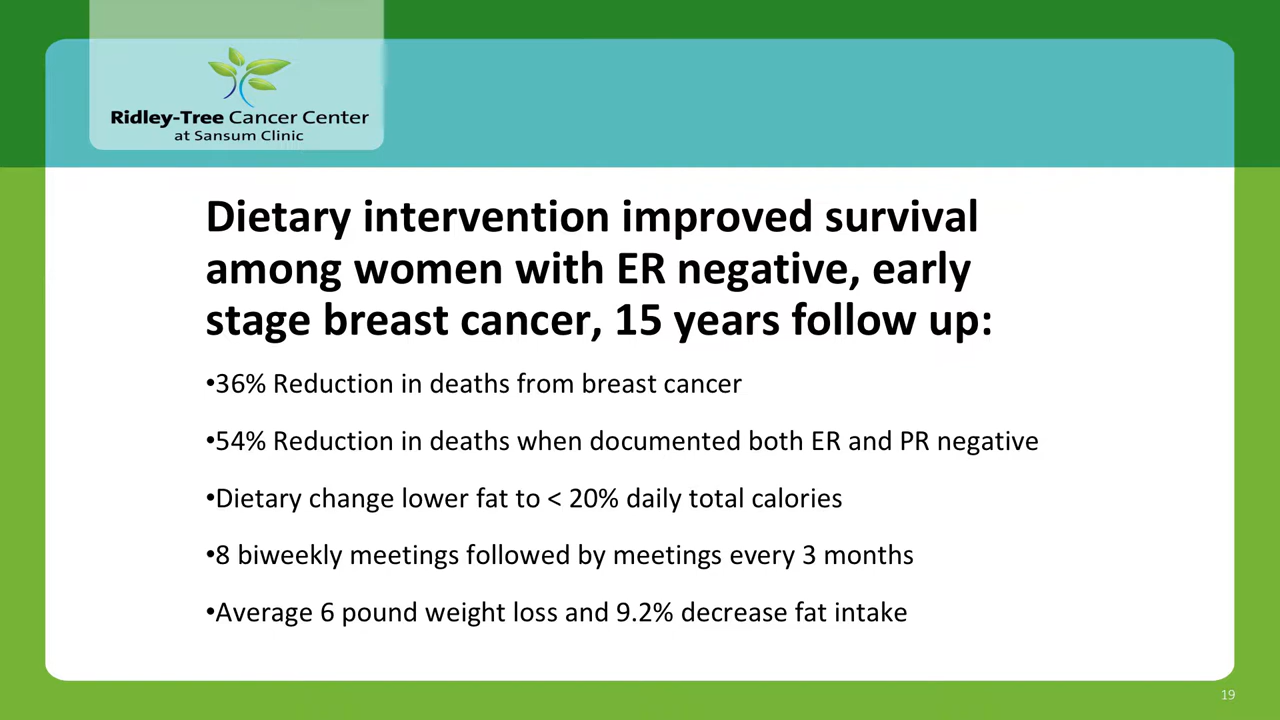 Ridley-Tree Cancer Center
at Sansum Clinic
Dietary intervention improved survival
among women with ER negative, early
stage breast cancer, 15 years follow up:
•36% Reduction in deaths from breast cancer
•54% Reduction in deaths when documented both ER and PR negative
•Dietary change lower fat to < 20% daily total calories
•8 biweekly meetings followed by meetings every 3 months
•Average 6 pound weight loss and 9.2% decrease fat intake
19